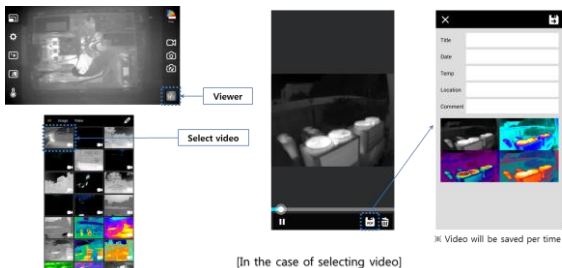 Viewer
All Image Video
Select video
Title
Date
Temp
Location
Comment
※ Video will be saved per time
[In the case of selecting video]